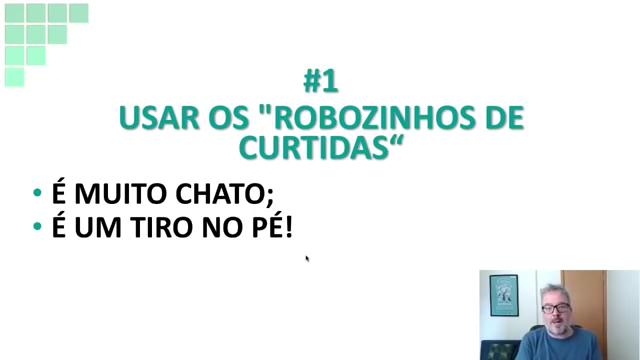 #1
USAR OS "ROBOZINHOS DE
CURTIDAS“
• É MUITO CHATO;
• É UM TIRO NO PÉ!